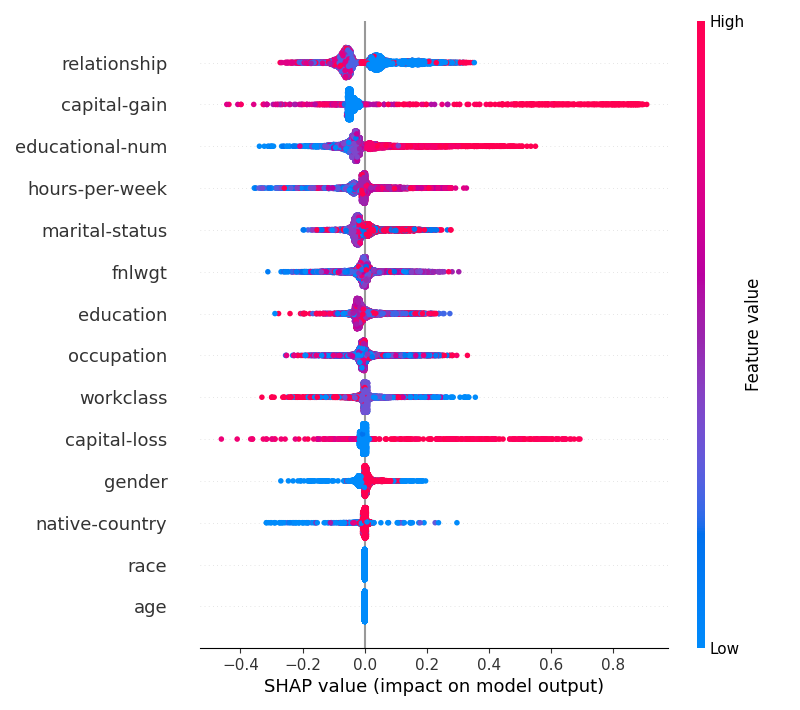 High
relationship
capital-gain
educational-num
hours-per-week
marital-status
fnlwgt
education
occupation
workclass
capital-loss
gender
native-country
race
age
Low
Feature value
−0.4 −0.2 0.0 0.2 0.4 0.6 0.8
SHAP value (impact on model output)